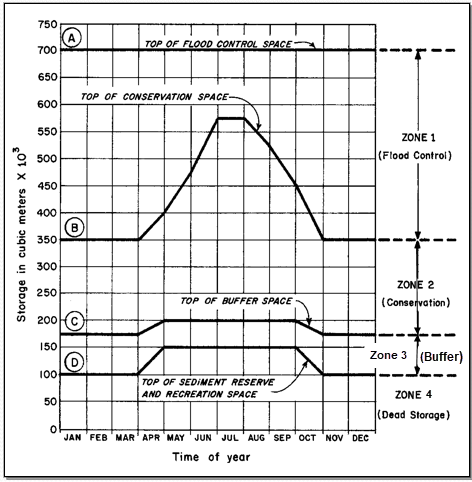 750
A
700
TOP OF FLOOD CONTROL SPACE
650
600
TOP OF CONSERVATION SPACE
550
500
ZONE 1
(Flood Control)
450
400
B
350
300
ZONE 2
(Conservation)
250
TOP OF BUFFER SPACE
C
200
150
Zone 3 (Buffer)
D
100
TOP OF SEDIMENT RESERVE
AND RECREATION SPACE
ZONE 4
(Dead Storage)
50
0
Storage in cubic meters X 10³
JAN FEB MAR APR MAY JUN JUL AUG SEP OCT NOV DEC
Time of year